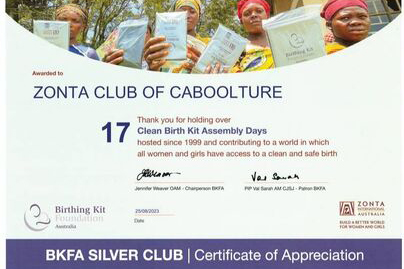 Birthing Kit
Awarded to
ZONTA CLUB OF CABOOLTURE
17
Thank you for holding over
Clean Birth Kit Assembly Days
hosted since 1999 and contributing to a world in which
all women and girls have access to a clean and safe birth
Jennifer Weaver OAM - Chairperson BKFA
PIP Val Sarah AM CJSJ - Patron BKFA
Birthing Kit
Foundation
Australia
25/08/2023
Date
ZONTA
INTERNATIONAL
AUSTRALIA
BUILD A BETTER WORLD
FOR WOMEN AND GIRLS
BKFA SILVER CLUB | Certificate of Appreciation